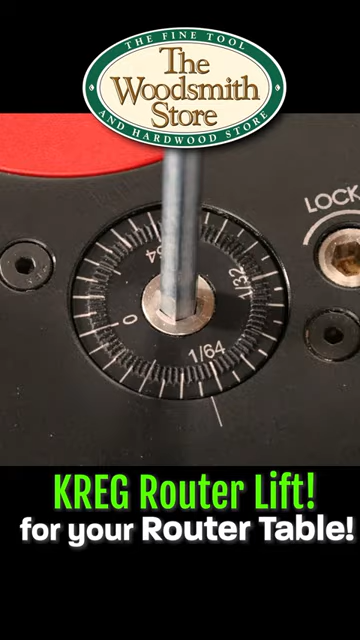 THE FINE TOOL
The
Woodsmith
Store
AND HARDWOOD STORE
LOCK
1/32
0
1/64
KREG Router Lift!
for your Router Table!